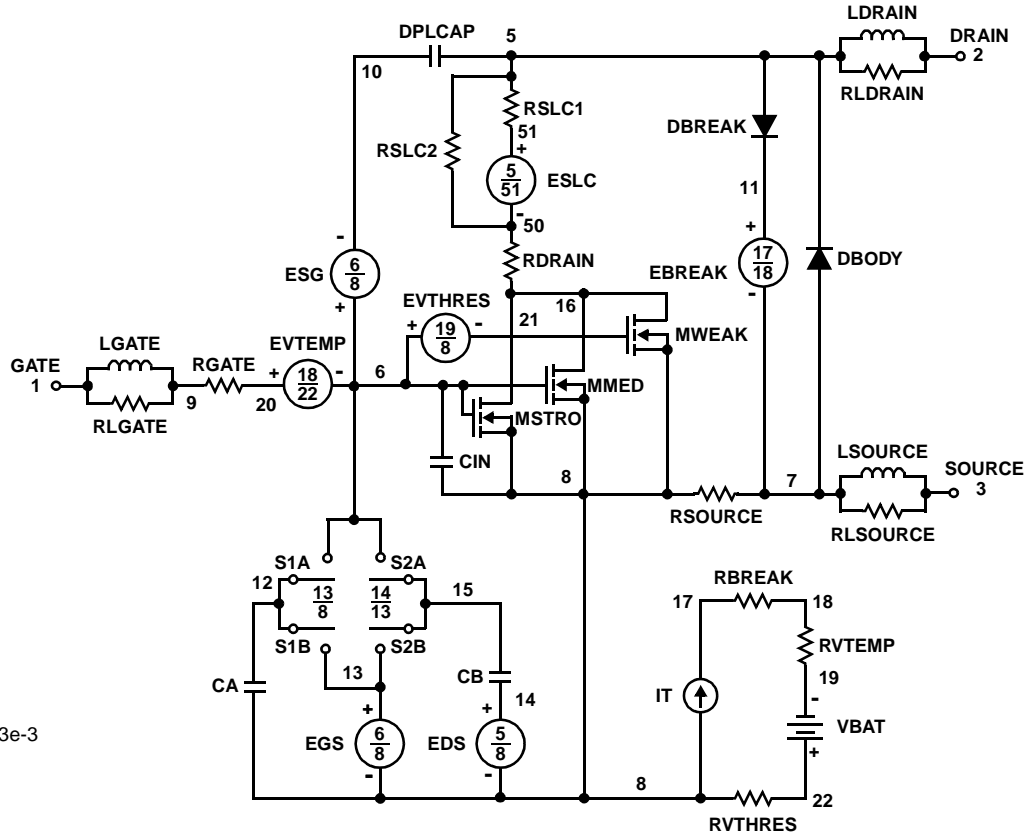 LDRAIN
DPLCAP
5
DRAIN
2
10
RLDRAIN
RSLC1
51
+
DBREAK
RSLC2
5
51
ESLC
11
-
50
-
+
17
18
DBODY
6
8
ESG
RDRAIN
EBREAK
-
EVTHRES
16
+
21
+
19
8
-
MWEAK
LGATE
EVTEMP
GATE
1
RGATE
+
18
22
-
6
MMED
9
20
MSTRO
RLGATE
LSOURCE
CIN
8
7
SOURCE
3
RSOURCE
RLSOURCE
S1A
S2A
12
13
8
14
13
15
RBREAK
17
18
S1B
S2B
RVTEMP
13
CB
19
CA
14
IT
-
+
+
VBAT
EGS
6
8
EDS
5
8
3e-3
+
-
-
8
22
RVTHRES